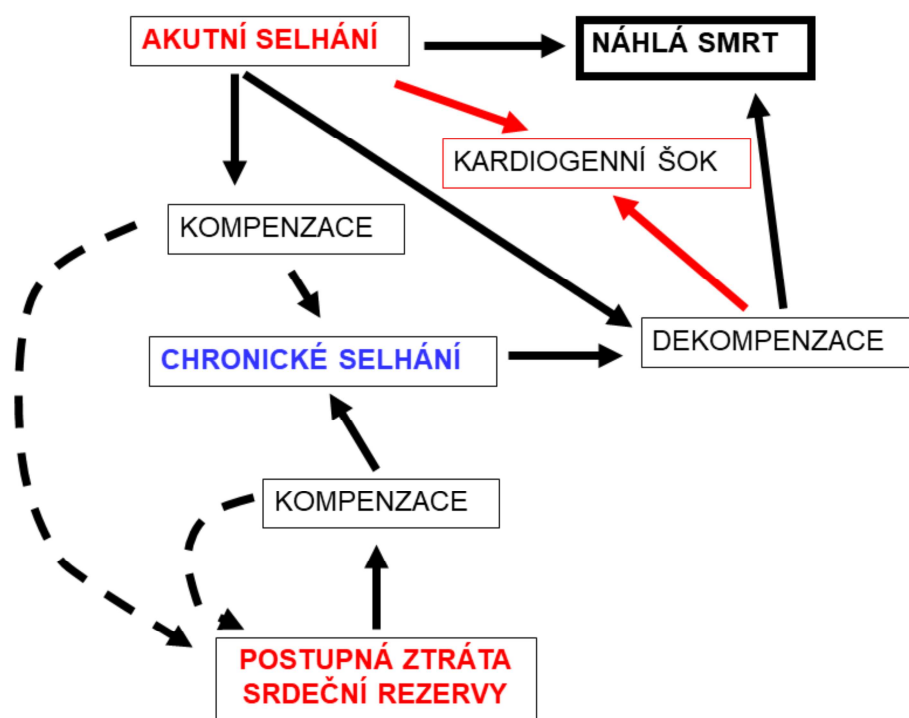 AKUTNÍ SELHÁNÍ
NÁHLÁ SMRT
KARDIOGENNÍ ŠOK
KOMPENZACE
CHRONICKÉ SELHÁNÍ
DEKOMPENZACE
KOMPENZACE
POSTUPNÁ ZTRÁTA
SRDEČNÍ REZERVY